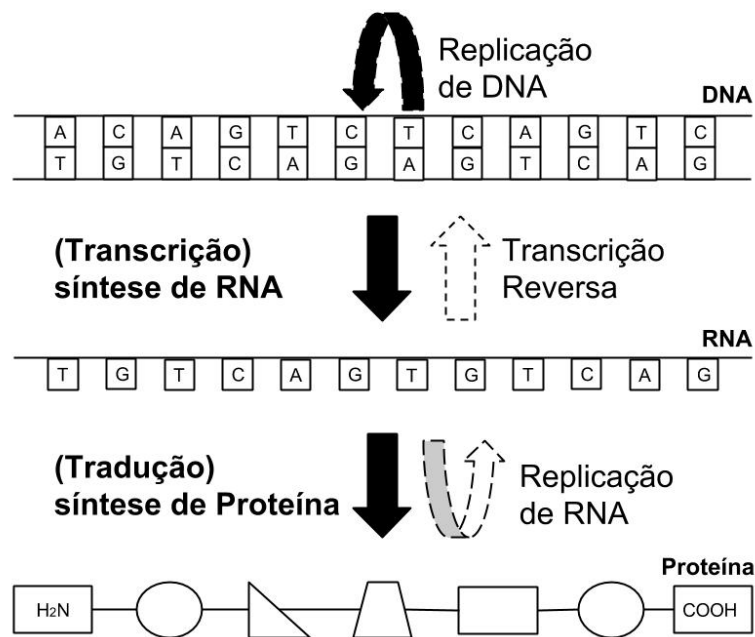 Replicação
de DNA
DNA
A C A G T C T C A G T C
T G T C A G A G T C A G
(Transcrição)
síntese de RNA
Transcrição
Reversa
RNA
T G T C A G T G T C A G
(Tradução)
síntese de Proteína
Replicação
de RNA
Proteína
H₂N
COOH